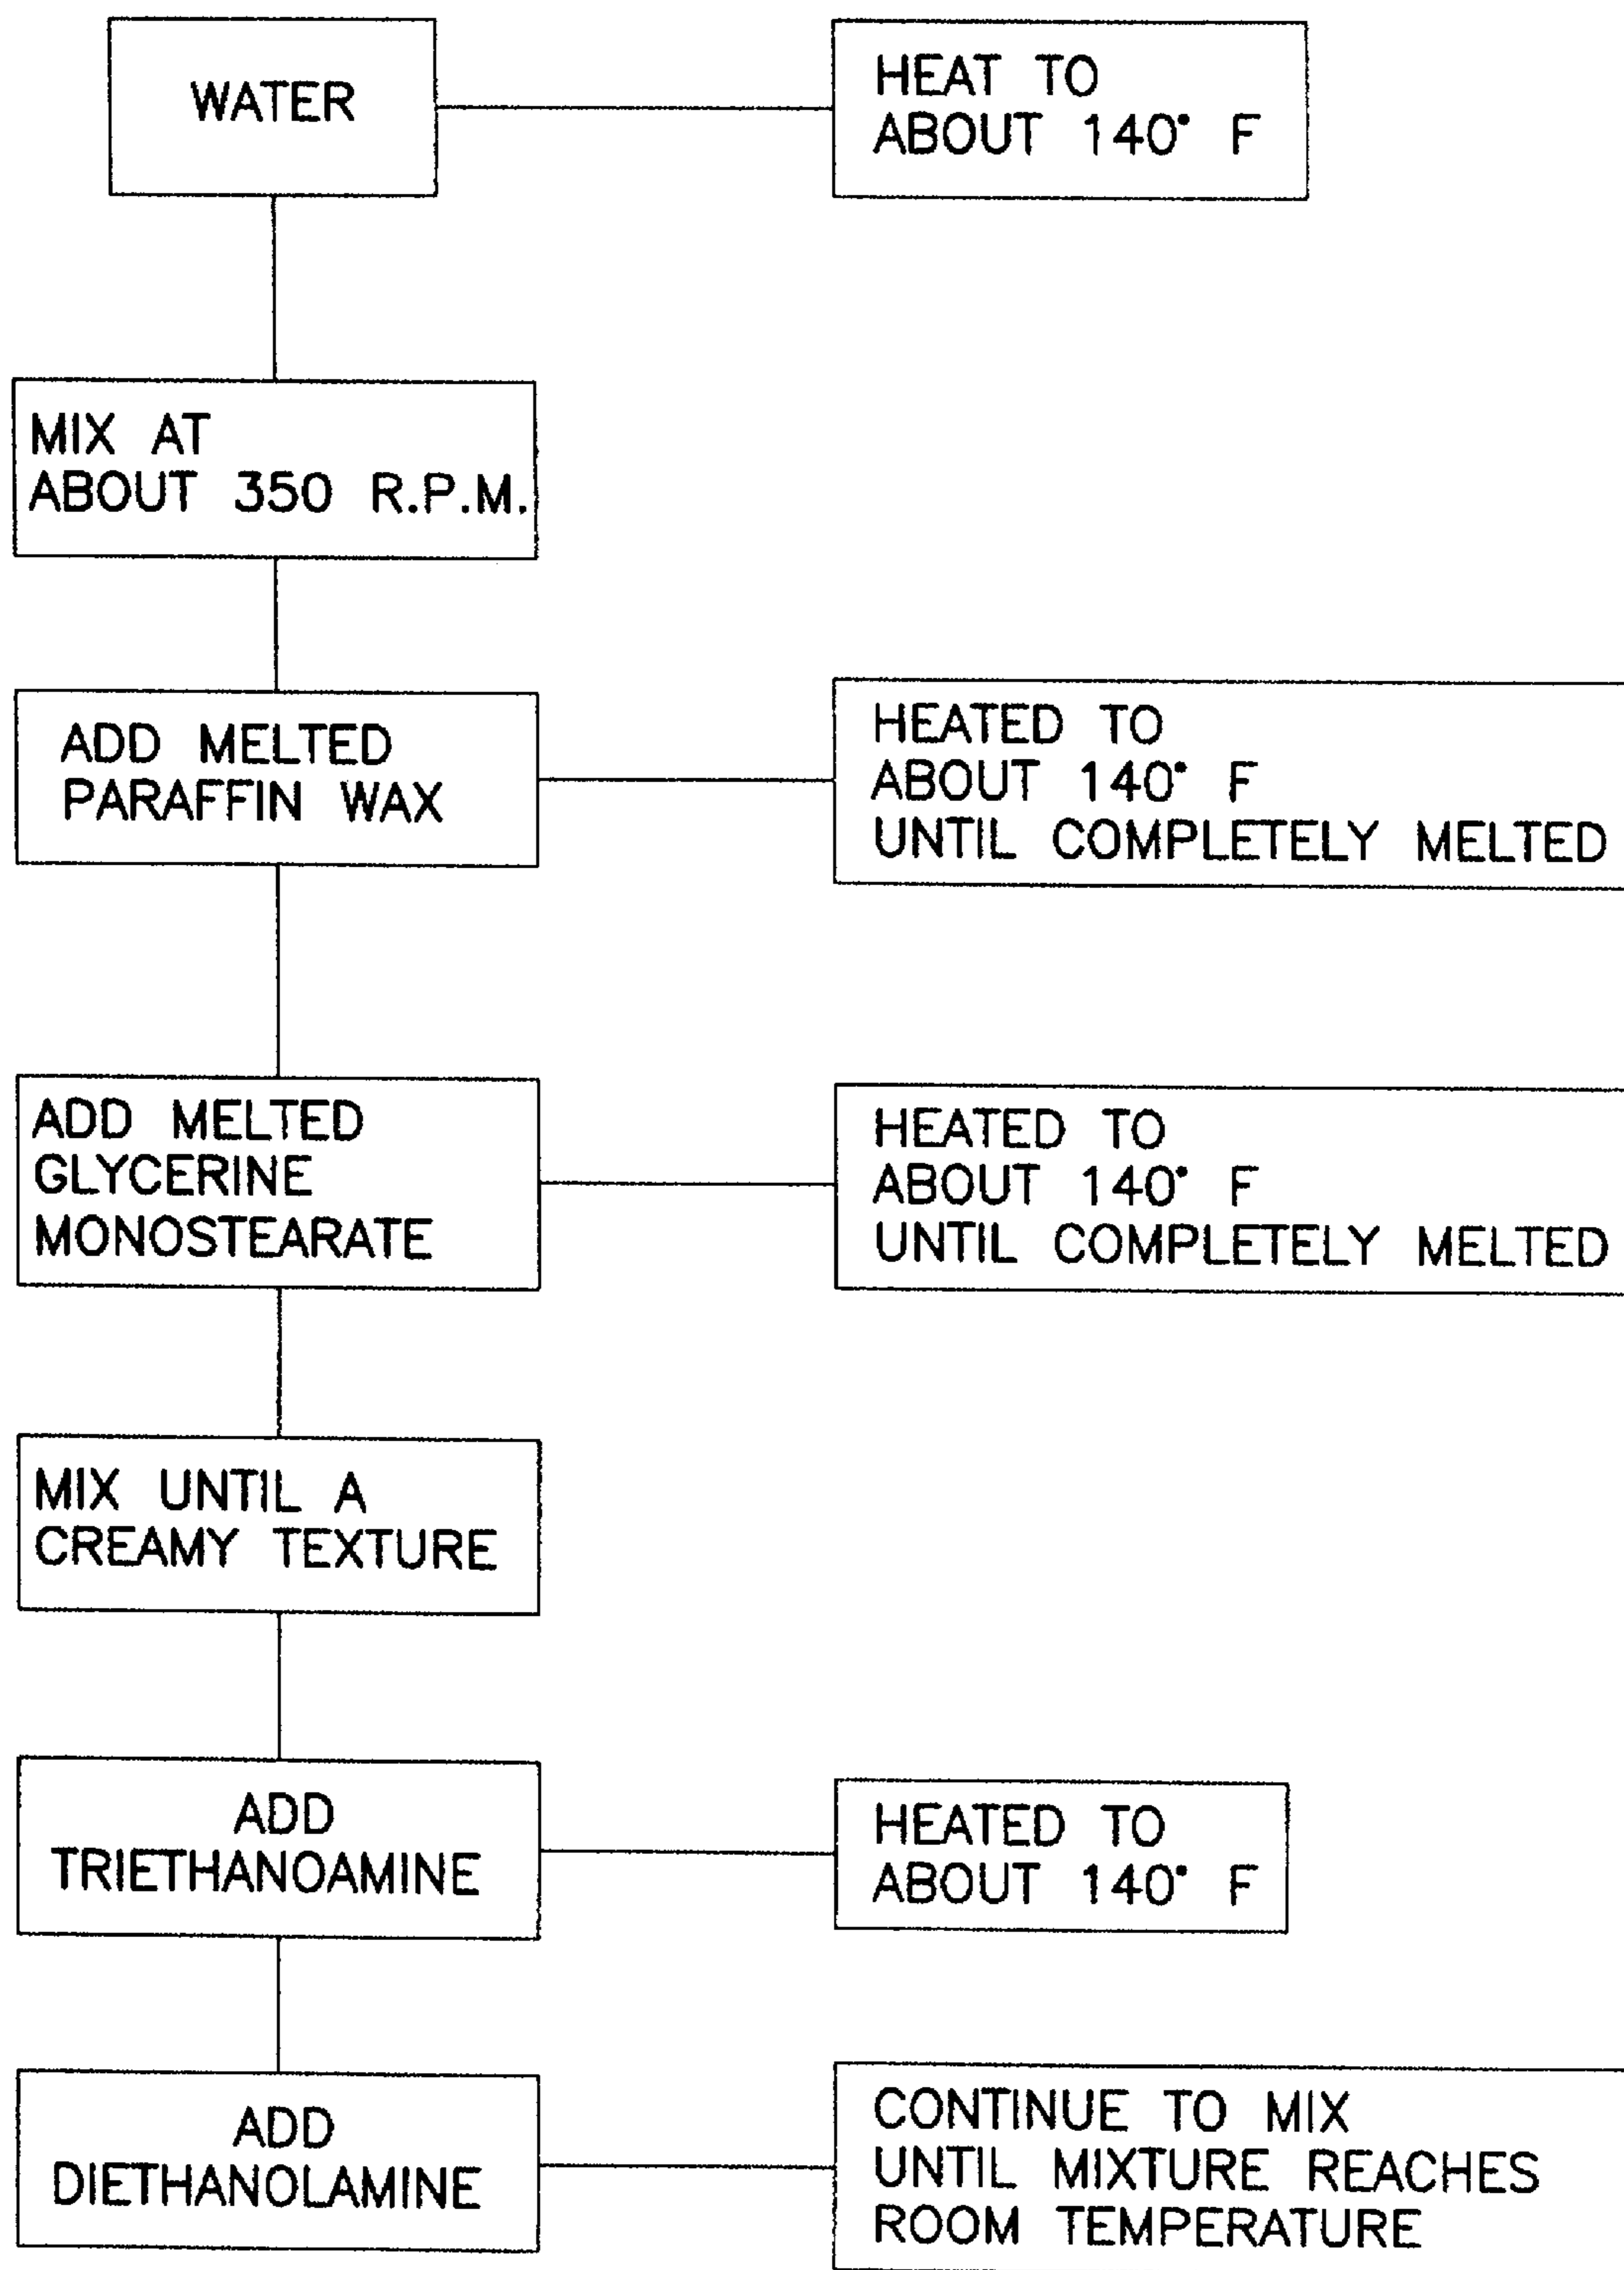 WATER
HEAT TO
ABOUT 140° F
MIX AT
ABOUT 350 R.P.M.
ADD MELTED
PARAFFIN WAX
HEATED TO
ABOUT 140° F
UNTIL COMPLETELY MELTED
ADD MELTED
GLYCERINE
MONOSTEARATE
HEATED TO
ABOUT 140° F
UNTIL COMPLETELY MELTED
MIX UNTIL A
CREAMY TEXTURE
ADD
TRIETHANOAMINE
HEATED TO
ABOUT 140° F
ADD
DIETHANOLAMINE
CONTINUE TO MIX
UNTIL MIXTURE REACHES
ROOM TEMPERATURE